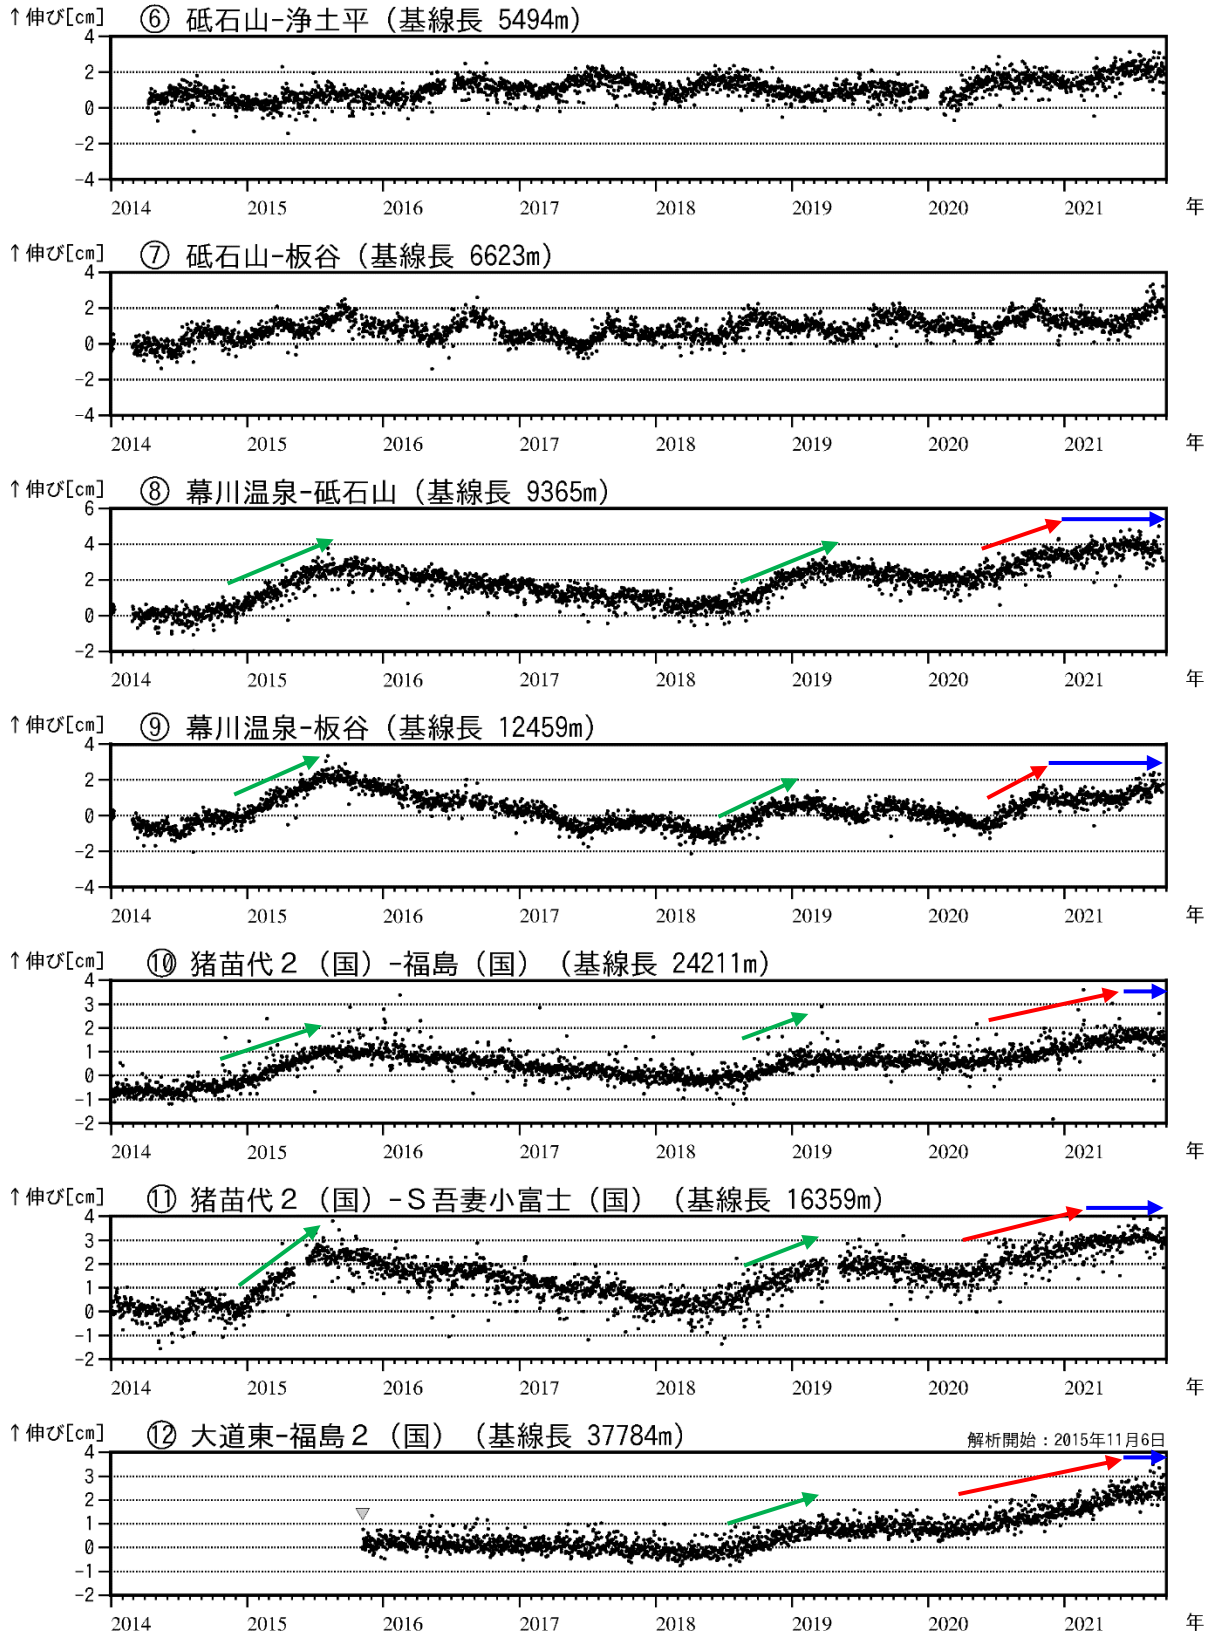 ↑伸び[cm] ⑥ 砥石山-浄土平（基線長 5494m）
4
2
0
-2
-4
2014 2015 2016 2017 2018 2019 2020 2021 年
↑伸び[cm] ⑦ 砥石山-板谷（基線長 6623m）
4
2
0
-2
-4
2014 2015 2016 2017 2018 2019 2020 2021 年
↑伸び[cm] ⑧ 幕川温泉-砥石山（基線長 9365m）
6
4
2
0
-2
2014 2015 2016 2017 2018 2019 2020 2021 年
↑伸び[cm] ⑨ 幕川温泉-板谷（基線長 12459m）
4
2
0
-2
-4
2014 2015 2016 2017 2018 2019 2020 2021 年
↑伸び[cm] ⑩ 猪苗代２（国）-福島（国）（基線長 24211m）
4
3
2
1
0
-1
-2
2014 2015 2016 2017 2018 2019 2020 2021 年
↑伸び[cm] ⑪ 猪苗代２（国）-Ｓ吾妻小富士（国）（基線長 16359m）
4
3
2
1
0
-1
-2
2014 2015 2016 2017 2018 2019 2020 2021 年
↑伸び[cm] ⑫ 大道東-福島２（国）（基線長 37784m）
解析開始：2015年11月6日
4
3
2
1
0
-1
-2
2014 2015 2016 2017 2018 2019 2020 2021 年